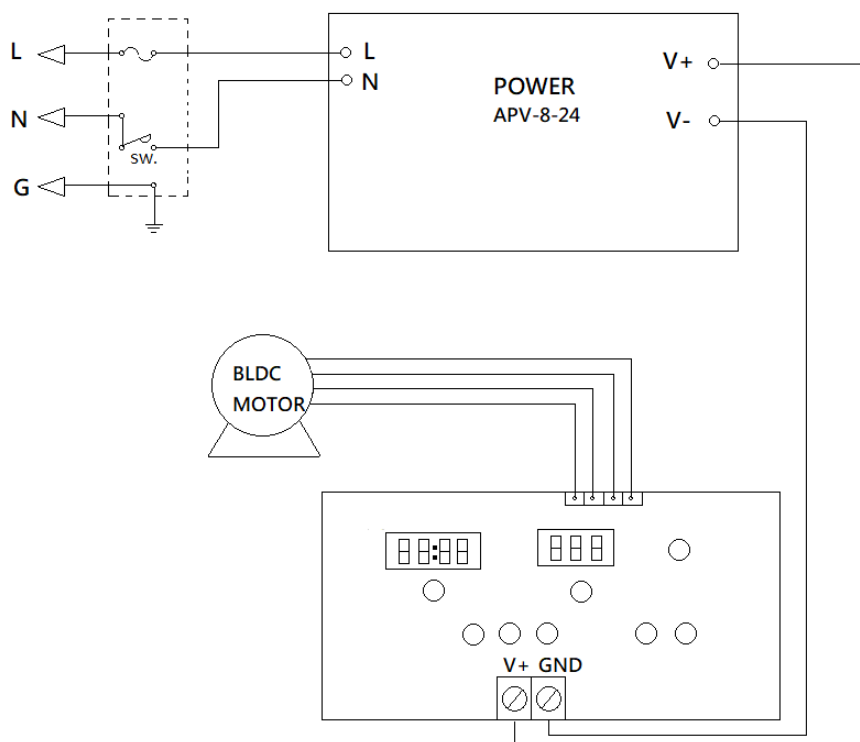 L
N
G
SW.
L
N
POWER
APV-8-24
V+
V-
BLDC
MOTOR
V+ GND